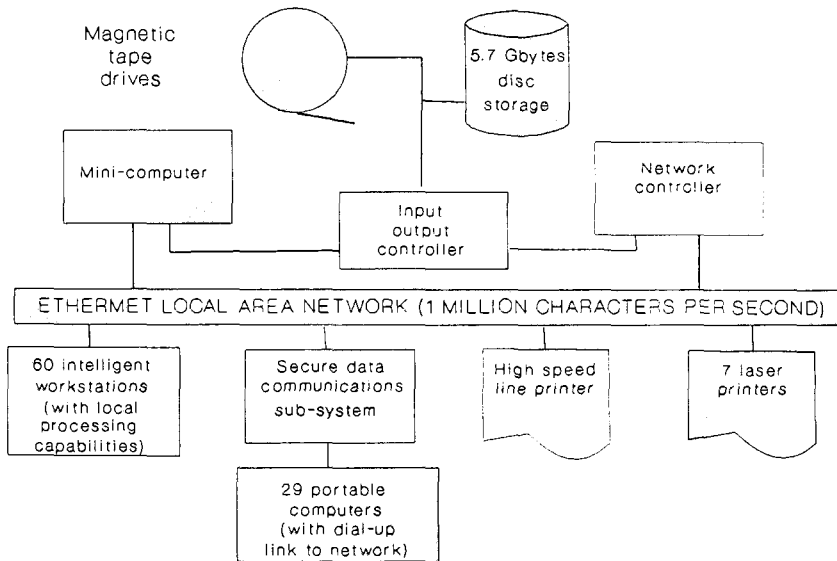 Magnetic
tape
drives
5.7 Gbytes
disc
storage
Mini-computer
Input
output
controller
Network
controller
ETHERMET LOCAL AREA NETWORK (1 MILLION CHARACTERS PER SECOND)
60 intelligent
workstations
(with local
processing
capabilities)
Secure data
communications
sub-system
High speed
line printer
7 laser
printers
29 portable
computers
(with dial-up
link to network)